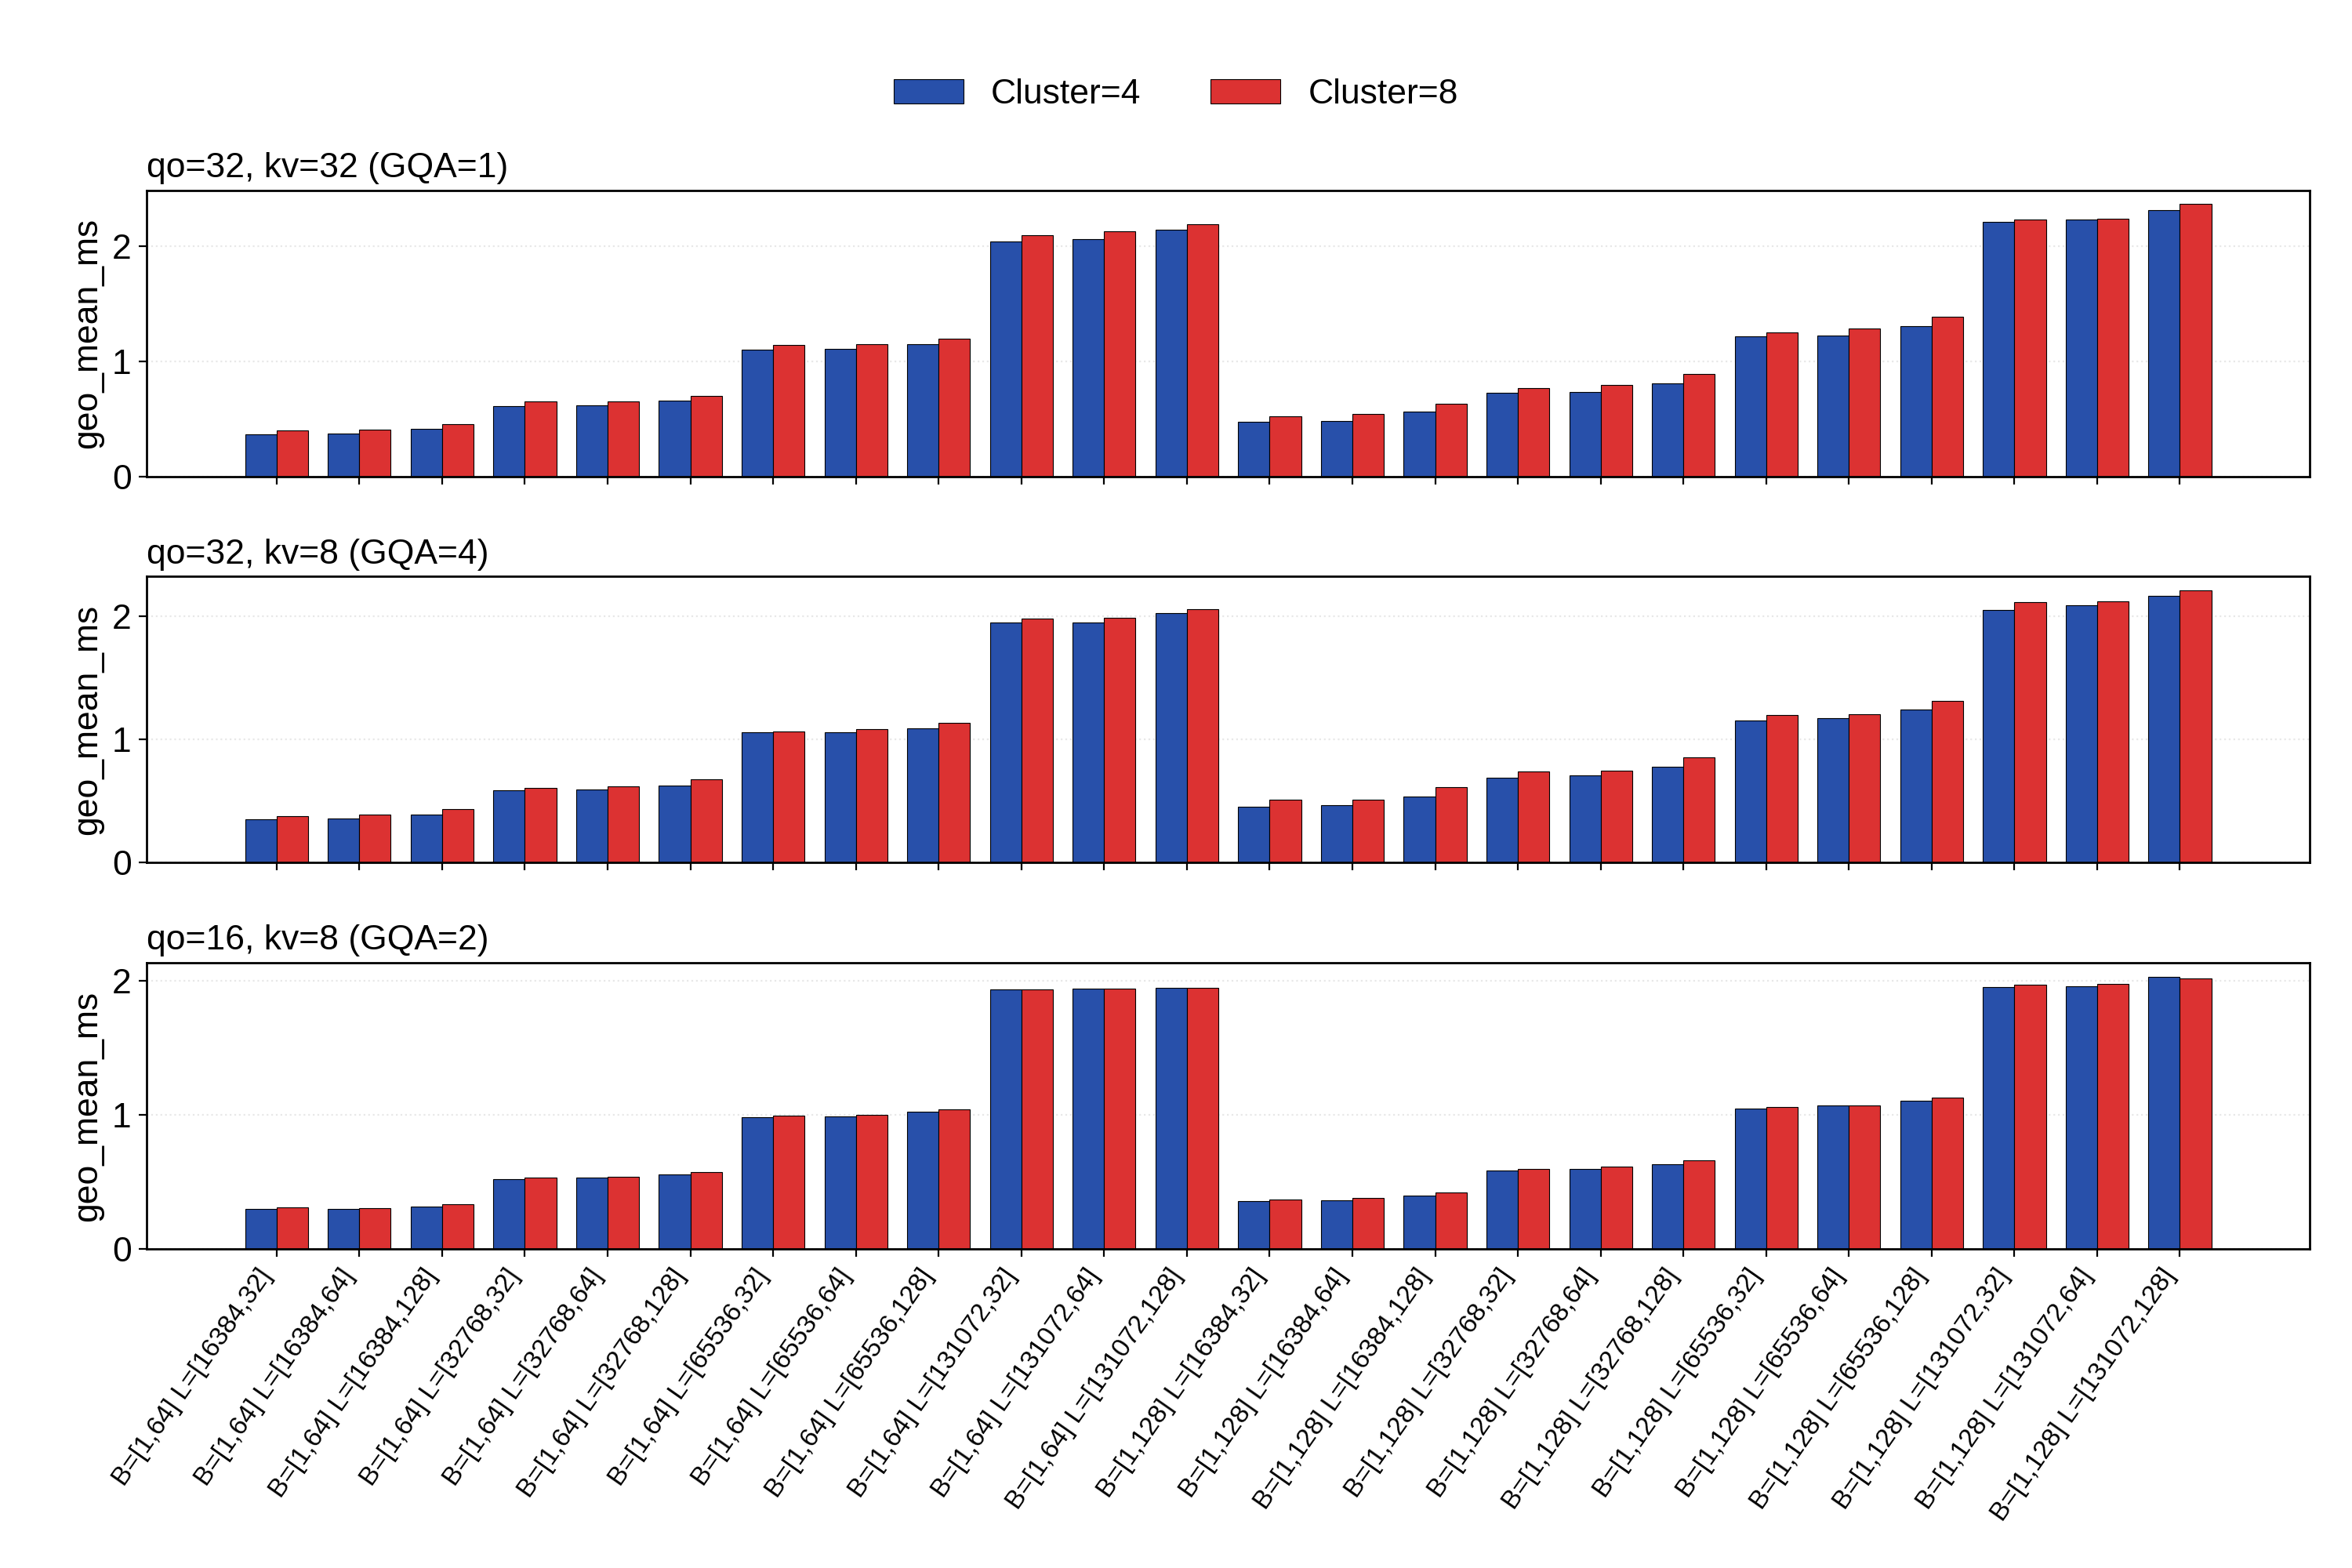 Cluster=4 Cluster=8
qo=32, kv=32 (GQA=1)
geo_mean_ms
2
1
0
qo=32, kv=8 (GQA=4)
geo_mean_ms
2
1
0
qo=16, kv=8 (GQA=2)
geo_mean_ms
2
1
0
B=[1,64] L=[16384,32]
B=[1,64] L=[16384,64]
B=[1,64] L=[16384,128]
B=[1,64] L=[32768,32]
B=[1,64] L=[32768,64]
B=[1,64] L=[32768,128]
B=[1,64] L=[65536,32]
B=[1,64] L=[65536,64]
B=[1,64] L=[65536,128]
B=[1,64] L=[131072,32]
B=[1,64] L=[131072,64]
B=[1,64] L=[131072,128]
B=[1,128] L=[16384,32]
B=[1,128] L=[16384,64]
B=[1,128] L=[16384,128]
B=[1,128] L=[32768,32]
B=[1,128] L=[32768,64]
B=[1,128] L=[32768,128]
B=[1,128] L=[65536,32]
B=[1,128] L=[65536,64]
B=[1,128] L=[65536,128]
B=[1,128] L=[131072,32]
B=[1,128] L=[131072,64]
B=[1,128] L=[131072,128]